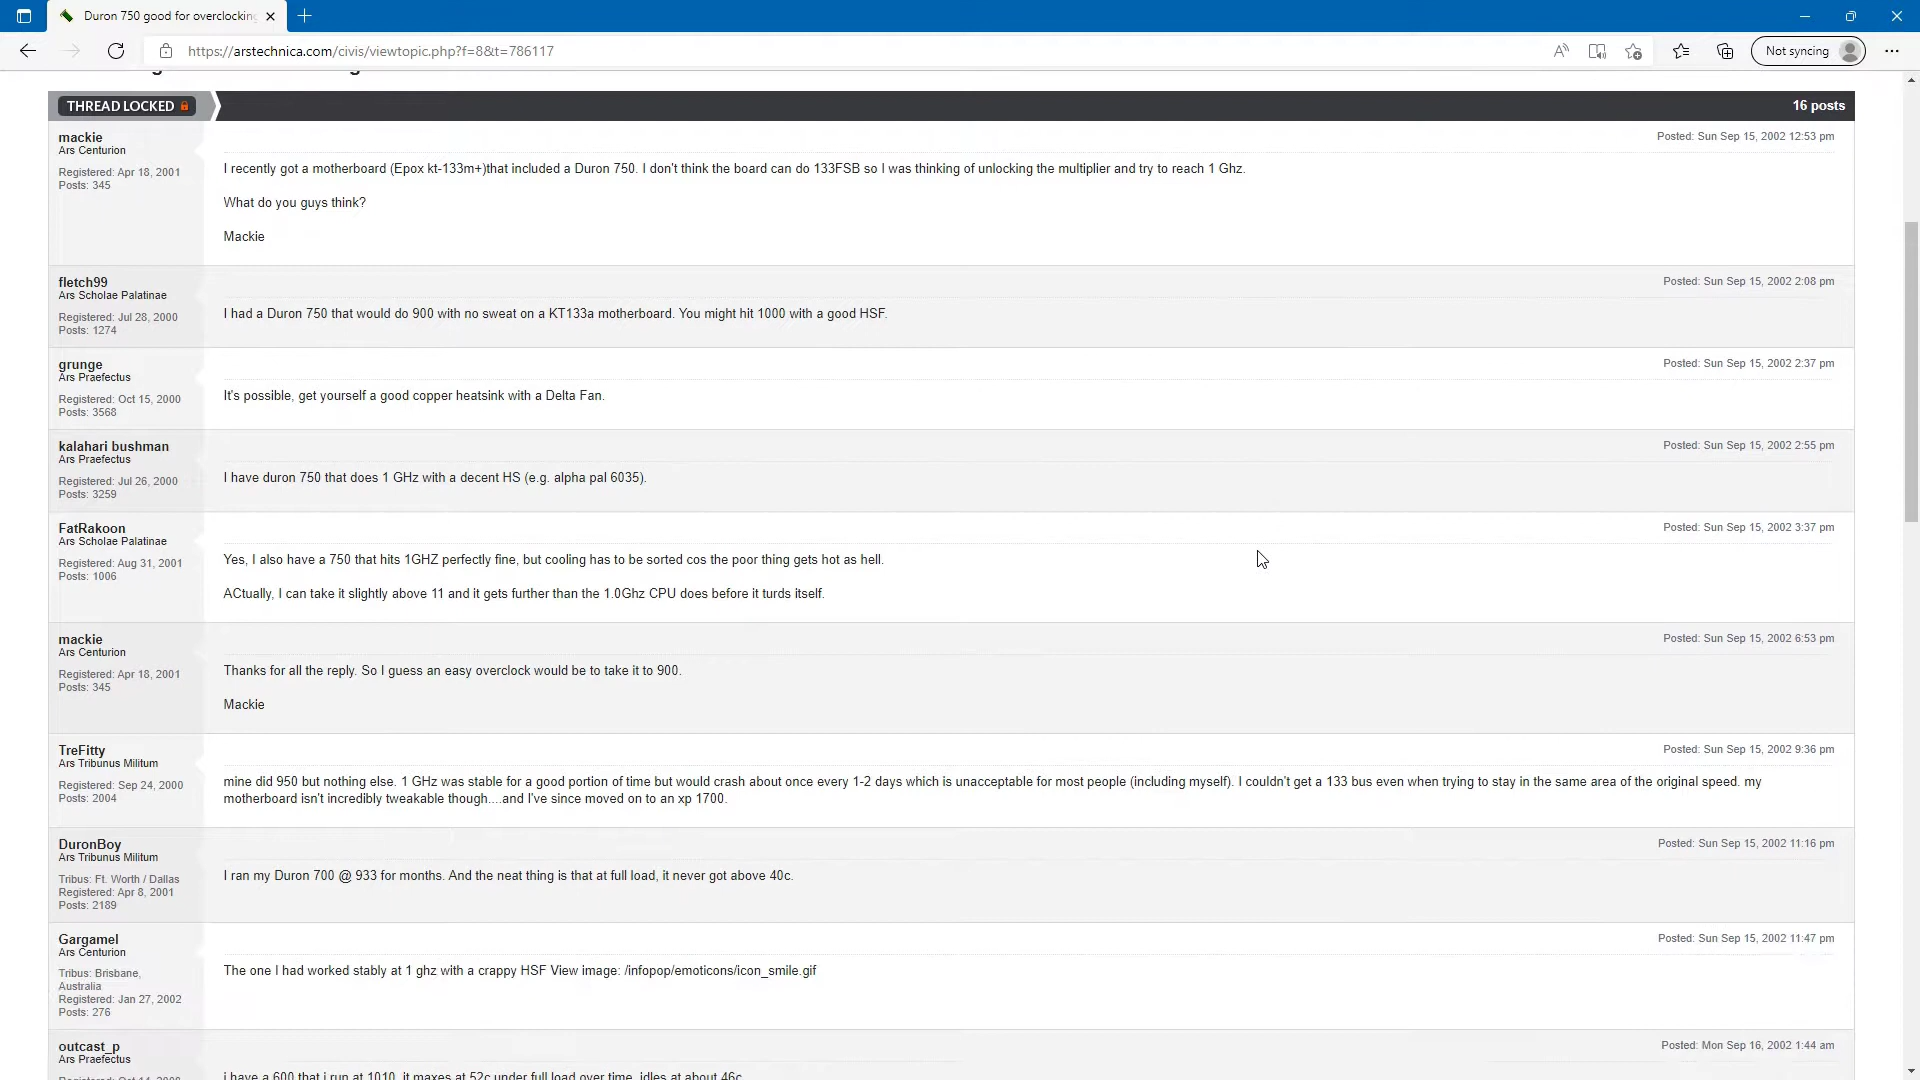 Duron 750 good for overclocking
https://arstechnica.com/civis/viewtopic.php?f=8&t=786117
Not syncing
THREAD LOCKED
16 posts
mackie
Ars Centurion
Registered: Apr 18, 2001
Posts: 345
Posted: Sun Sep 15, 2002 12:53 pm
I recently got a motherboard (Epox kt-133m+)that included a Duron 750. I don't think the board can do 133FSB so I was thinking of unlocking the multiplier and try to reach 1 Ghz.
What do you guys think?
Mackie
fletch99
Ars Scholae Palatinae
Registered: Jul 28, 2000
Posts: 1274
Posted: Sun Sep 15, 2002 2:08 pm
I had a Duron 750 that would do 900 with no sweat on a KT133a motherboard. You might hit 1000 with a good HSF.
grunge
Ars Praefectus
Registered: Oct 15, 2000
Posts: 3568
Posted: Sun Sep 15, 2002 2:37 pm
It's possible, get yourself a good copper heatsink with a Delta Fan.
kalahari bushman
Ars Praefectus
Registered: Jul 26, 2000
Posts: 3259
Posted: Sun Sep 15, 2002 2:55 pm
I have duron 750 that does 1 GHz with a decent HS (e.g. alpha pal 6035).
FatRakoon
Ars Scholae Palatinae
Registered: Aug 31, 2001
Posts: 1006
Posted: Sun Sep 15, 2002 3:37 pm
Yes, I also have a 750 that hits 1GHZ perfectly fine, but cooling has to be sorted cos the poor thing gets hot as hell.
ACtually, I can take it slightly above 11 and it gets further than the 1.0Ghz CPU does before it turds itself.
mackie
Ars Centurion
Registered: Apr 18, 2001
Posts: 345
Posted: Sun Sep 15, 2002 6:53 pm
Thanks for all the reply. So I guess an easy overclock would be to take it to 900.
Mackie
TreFitty
Ars Tribunus Militum
Registered: Sep 24, 2000
Posts: 2004
Posted: Sun Sep 15, 2002 9:36 pm
mine did 950 but nothing else. 1 GHz was stable for a good portion of time but would crash about once every 1-2 days which is unacceptable for most people (including myself). I couldn't get a 133 bus even when trying to stay in the same area of the original speed. my
motherboard isn't incredibly tweakable though....and I've since moved on to an xp 1700.
DuronBoy
Ars Tribunus Militum
Tribus: Ft. Worth / Dallas
Registered: Apr 8, 2001
Posts: 2189
Posted: Sun Sep 15, 2002 11:16 pm
I ran my Duron 700 @ 933 for months. And the neat thing is that at full load, it never got above 40c.
Gargamel
Ars Centurion
Tribus: Brisbane,
Australia
Registered: Jan 27, 2002
Posts: 276
Posted: Sun Sep 15, 2002 11:47 pm
The one I had worked stably at 1 ghz with a crappy HSF View image: /infopop/emoticons/icon_smile.gif
outcast_p
Ars Praefectus
Posted: Mon Sep 16, 2002 1:44 am
i have a 600 that i run at 1010, it maxes at 52c under full load over time, idles at about 46c